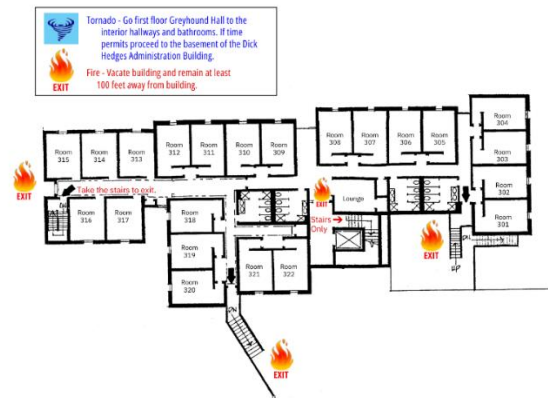 Tornado - Go first floor Greyhound Hall to the
interior hallways and bathrooms. If time
permits proceed to the basement of the Dick
Hedges Administration Building.
EXIT
Fire - Vacate building and remain at least
100 feet away from building.
Room
304
Room
308
Room
307
Room
306
Room
305
Room
303
Room
315
Room
314
Room
313
Room
312
Room
311
Room
310
Room
309
Room
302
EXIT
Take the stairs to exit.
EXIT
Lounge
Room
301
Room
316
Room
317
Room
318
Stairs
Only
DN
Room
319
EXIT
UP
Room
321
Room
322
Room
320
DN
EXIT